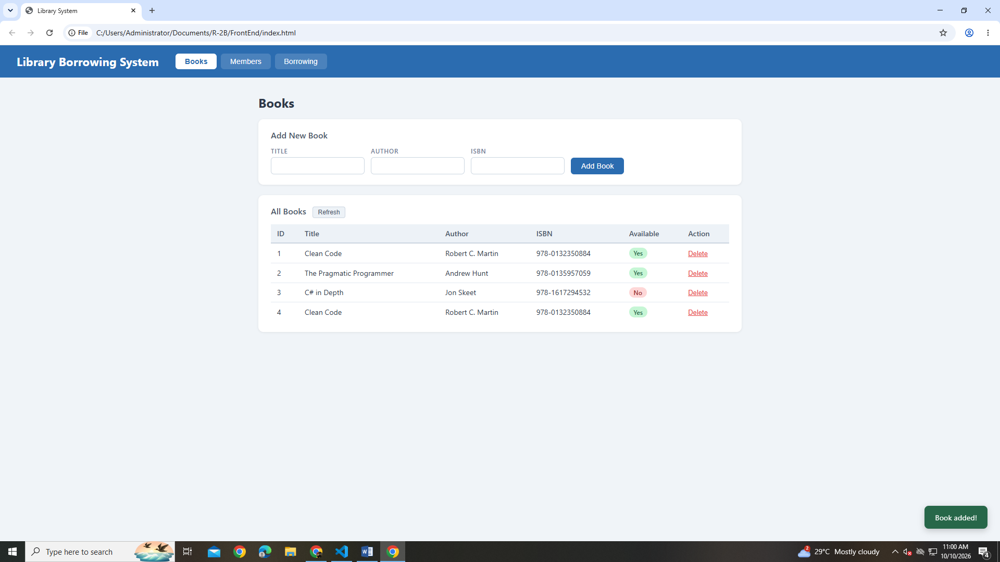 Library System
File C:/Users/Administrator/Documents/R-2B/FrontEnd/index.html
Library Borrowing System Books Members Borrowing
Books
Add New Book
TITLE AUTHOR ISBN
Add Book
All Books Refresh
ID Title Author ISBN Available Action
1 Clean Code Robert C. Martin 978-0132350884 Yes Delete
2 The Pragmatic Programmer Andrew Hunt 978-0135957059 Yes Delete
3 C# in Depth Jon Skeet 978-1617294532 No Delete
4 Clean Code Robert C. Martin 978-0132350884 Yes Delete
Book added!
Type here to search
2 29°C Mostly cloudy
11:00 AM
10/10/2026
4